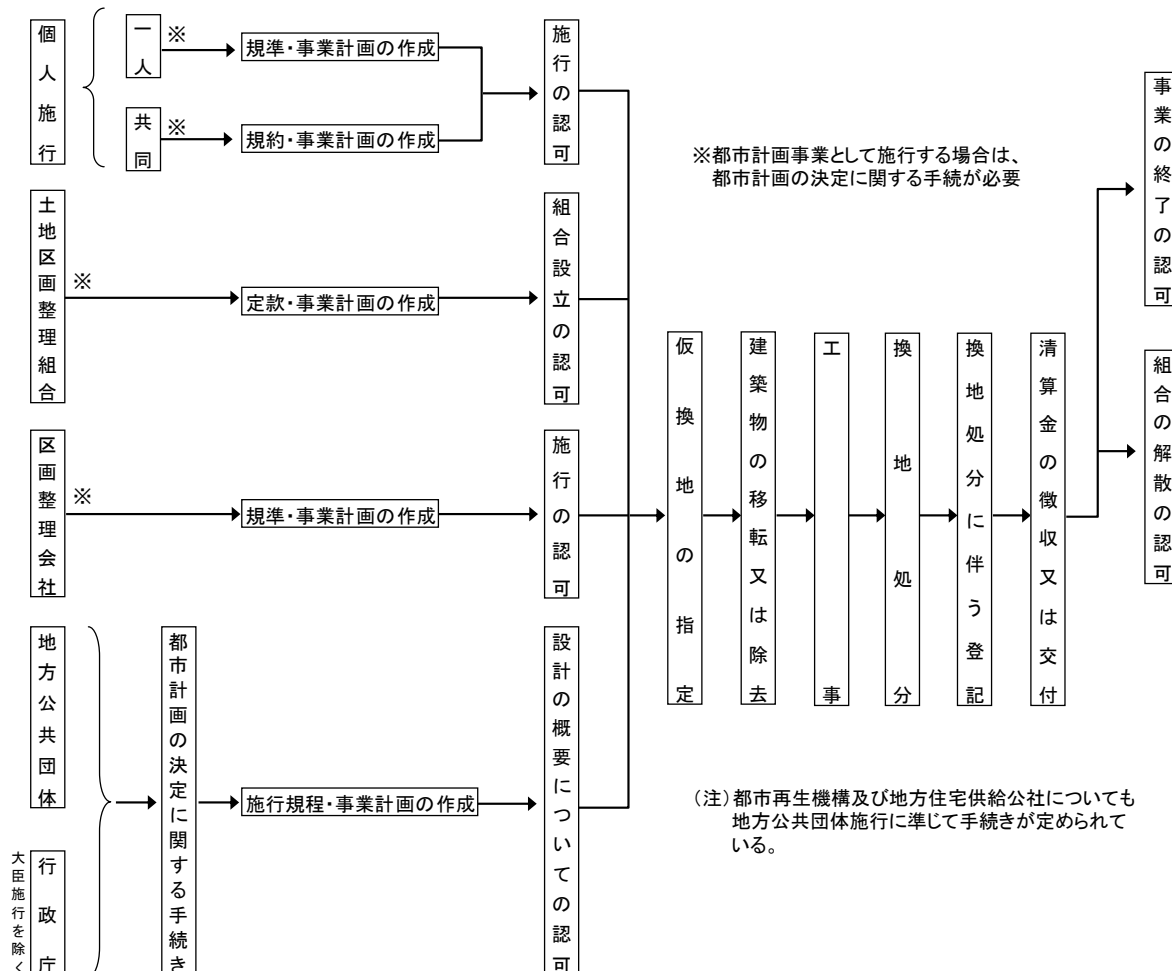 個人施行
一人
※
規準・事業計画の作成
共同
※
規約・事業計画の作成
施行の認可
土地区画整理組合
※
定款・事業計画の作成
組合設立の認可
区画整理会社
※
規準・事業計画の作成
施行の認可
地方公共団体
行政庁
大臣施行を除く
都市計画の決定に関する手続き
施行規程・事業計画の作成
設計の概要についての認可
※都市計画事業として施行する場合は、
都市計画の決定に関する手続が必要
仮換地の指定
建築物の移転又は除去
工事
換地処分
換地処分に伴う登記
清算金の徴収又は交付
事業の終了の認可
組合の解散の認可
（注）都市再生機構及び地方住宅供給公社についても
地方公共団体施行に準じて手続きが定められて
いる。